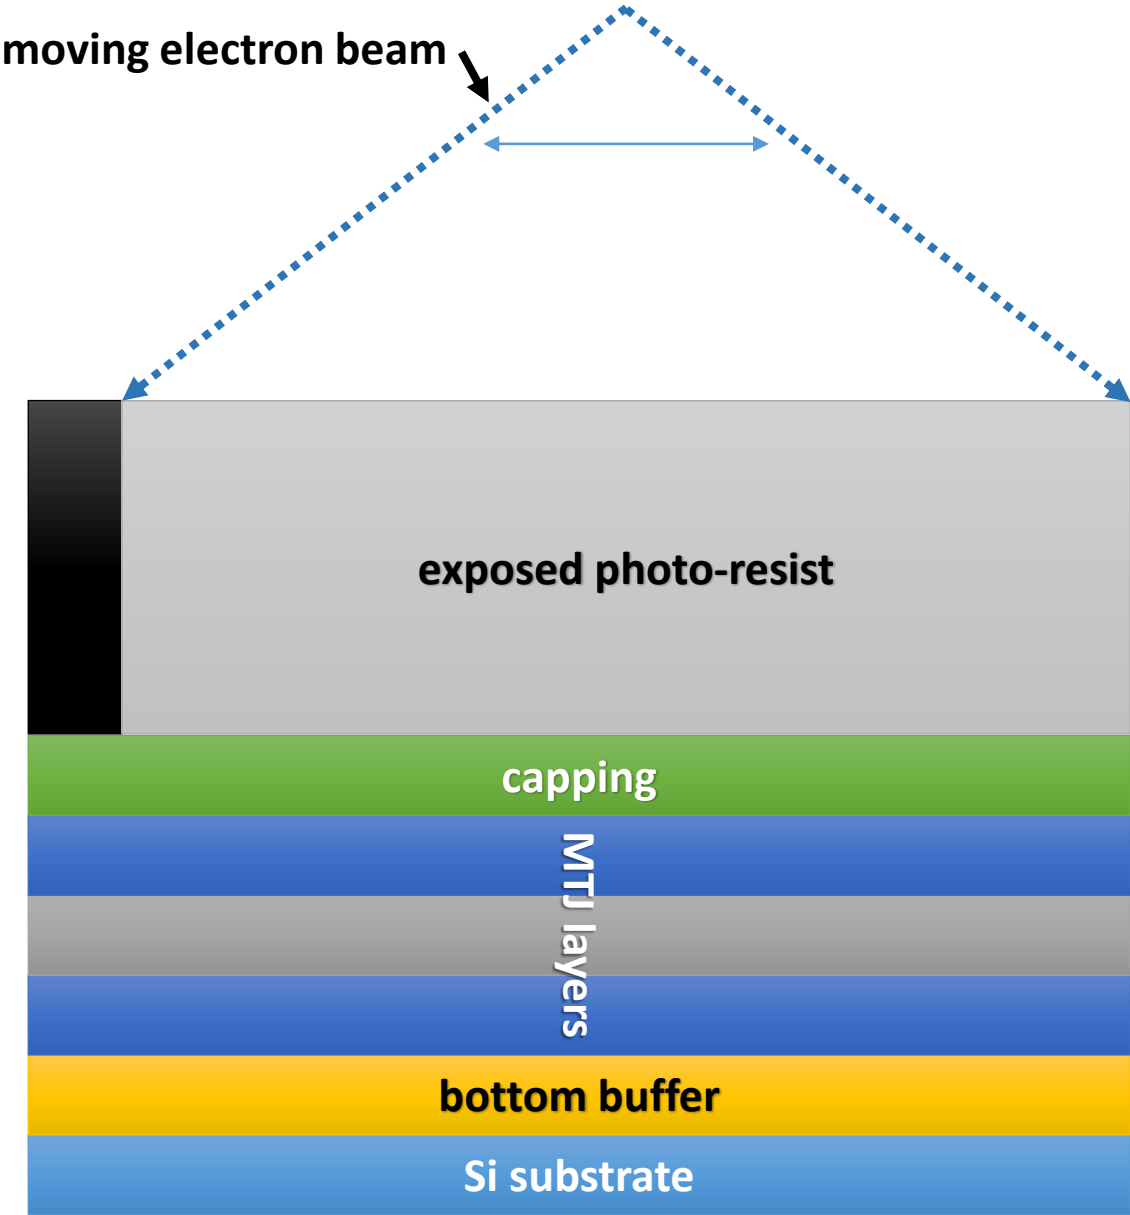 moving electron beam
exposed photo-resist
capping
MTJ layers
bottom buffer
Si substrate